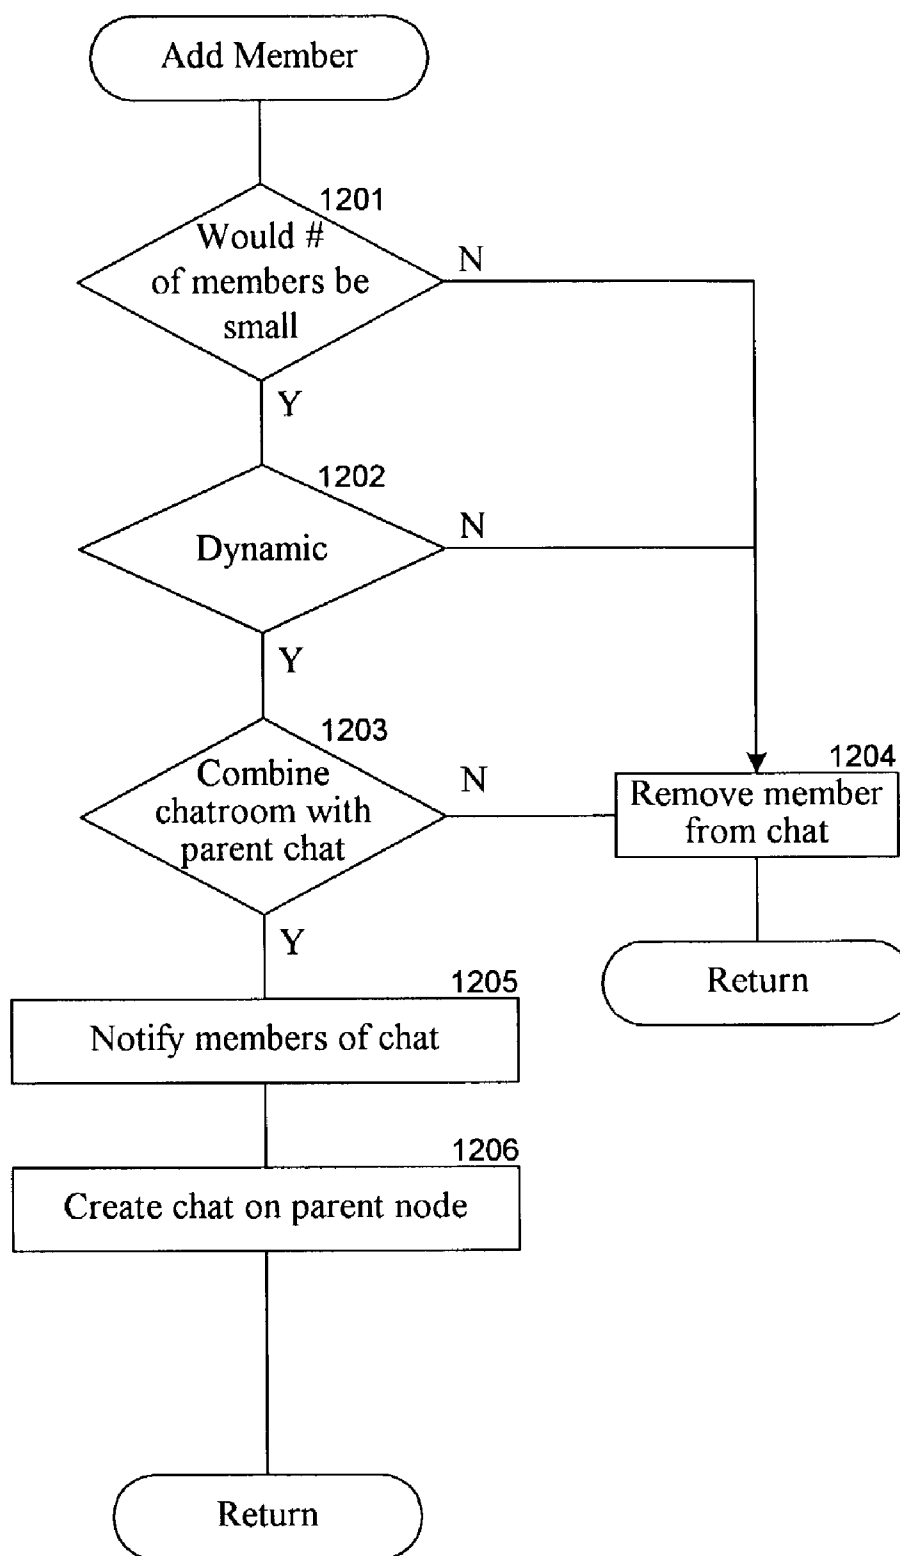 Add Member
1201
Would #
of members be
small
N
Y
1202
Dynamic
N
Y
1203
Combine
chatroom with
parent chat
N
1204
Remove member
from chat
Y
Return
1205
Notify members of chat
1206
Create chat on parent node
Return